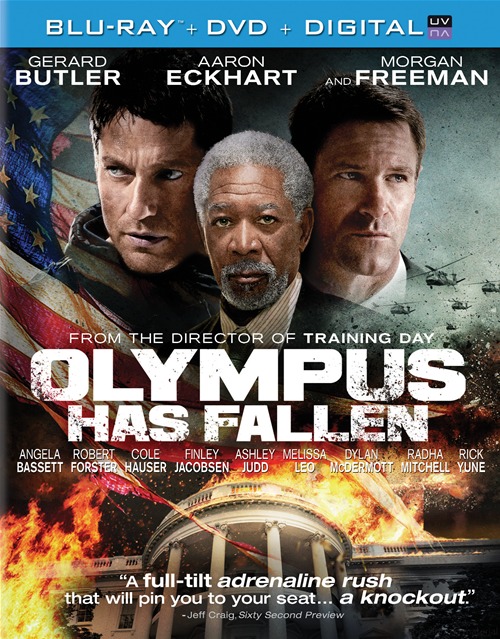 BLU-RAY™ + DVD + DIGITAL UV
GERARD BUTLER
AARON ECKHART
MORGAN AND FREEMAN
FROM THE DIRECTOR OF TRAINING DAY
OLYMPUS
HAS FALLEN
ANGELA BASSETT ROBERT FORSTER COLE HAUSER FINLEY JACOBSEN ASHLEY JUDD MELISSA LEO DYLAN McDERMOTT RADHA MITCHELL RICK YUNE
"A full-tilt adrenaline rush
that will pin you to your seat... a knockout."
- Jeff Craig, Sixty Second Preview